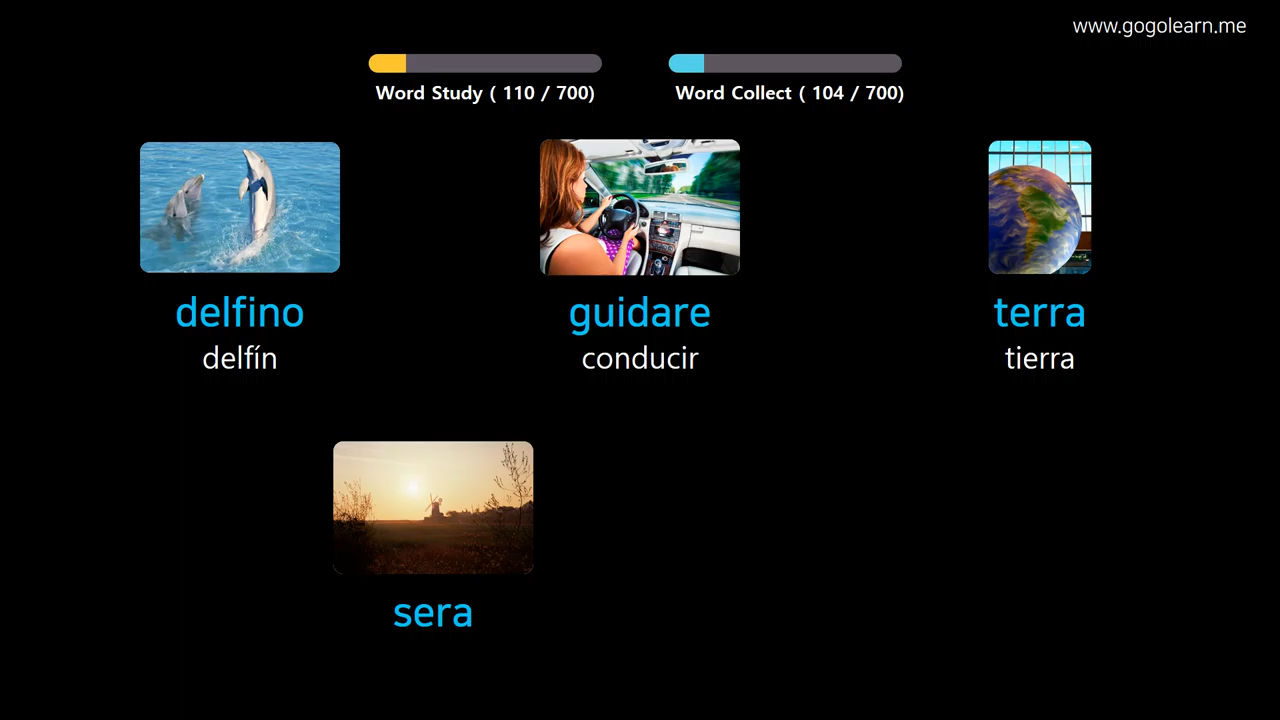 www.gogolearn.me
Word Study ( 110 / 700)
Word Collect ( 104 / 700)
delfino
delfín
guidare
conducir
terra
tierra
sera